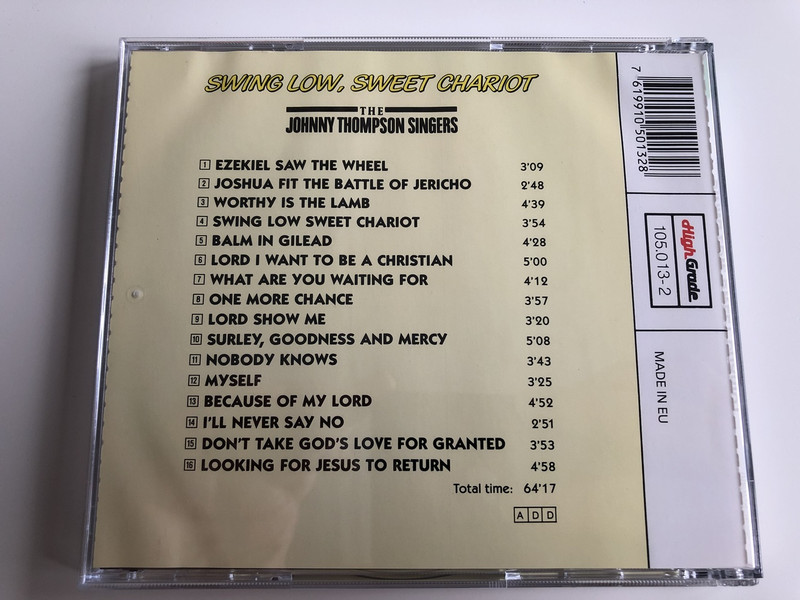 SWING LOW, SWEET CHARIOT
THE
JOHNNY THOMPSON SINGERS
1 EZEKIEL SAW THE WHEEL 3'09
2 JOSHUA FIT THE BATTLE OF JERICHO 2'48
3 WORTHY IS THE LAMB 4'39
4 SWING LOW SWEET CHARIOT 3'54
5 BALM IN GILEAD 4'28
6 LORD I WANT TO BE A CHRISTIAN 5'00
7 WHAT ARE YOU WAITING FOR 4'12
8 ONE MORE CHANCE 3'57
9 LORD SHOW ME 3'20
10 SURLEY, GOODNESS AND MERCY 5'08
11 NOBODY KNOWS 3'43
12 MYSELF 3'25
13 BECAUSE OF MY LORD 4'52
14 I'LL NEVER SAY NO 2'51
15 DON'T TAKE GOD'S LOVE FOR GRANTED 3'53
16 LOOKING FOR JESUS TO RETURN 4'58
Total time: 64'17
A D D
7 619910 501328
High Grade
105.013-2
MADE IN EU